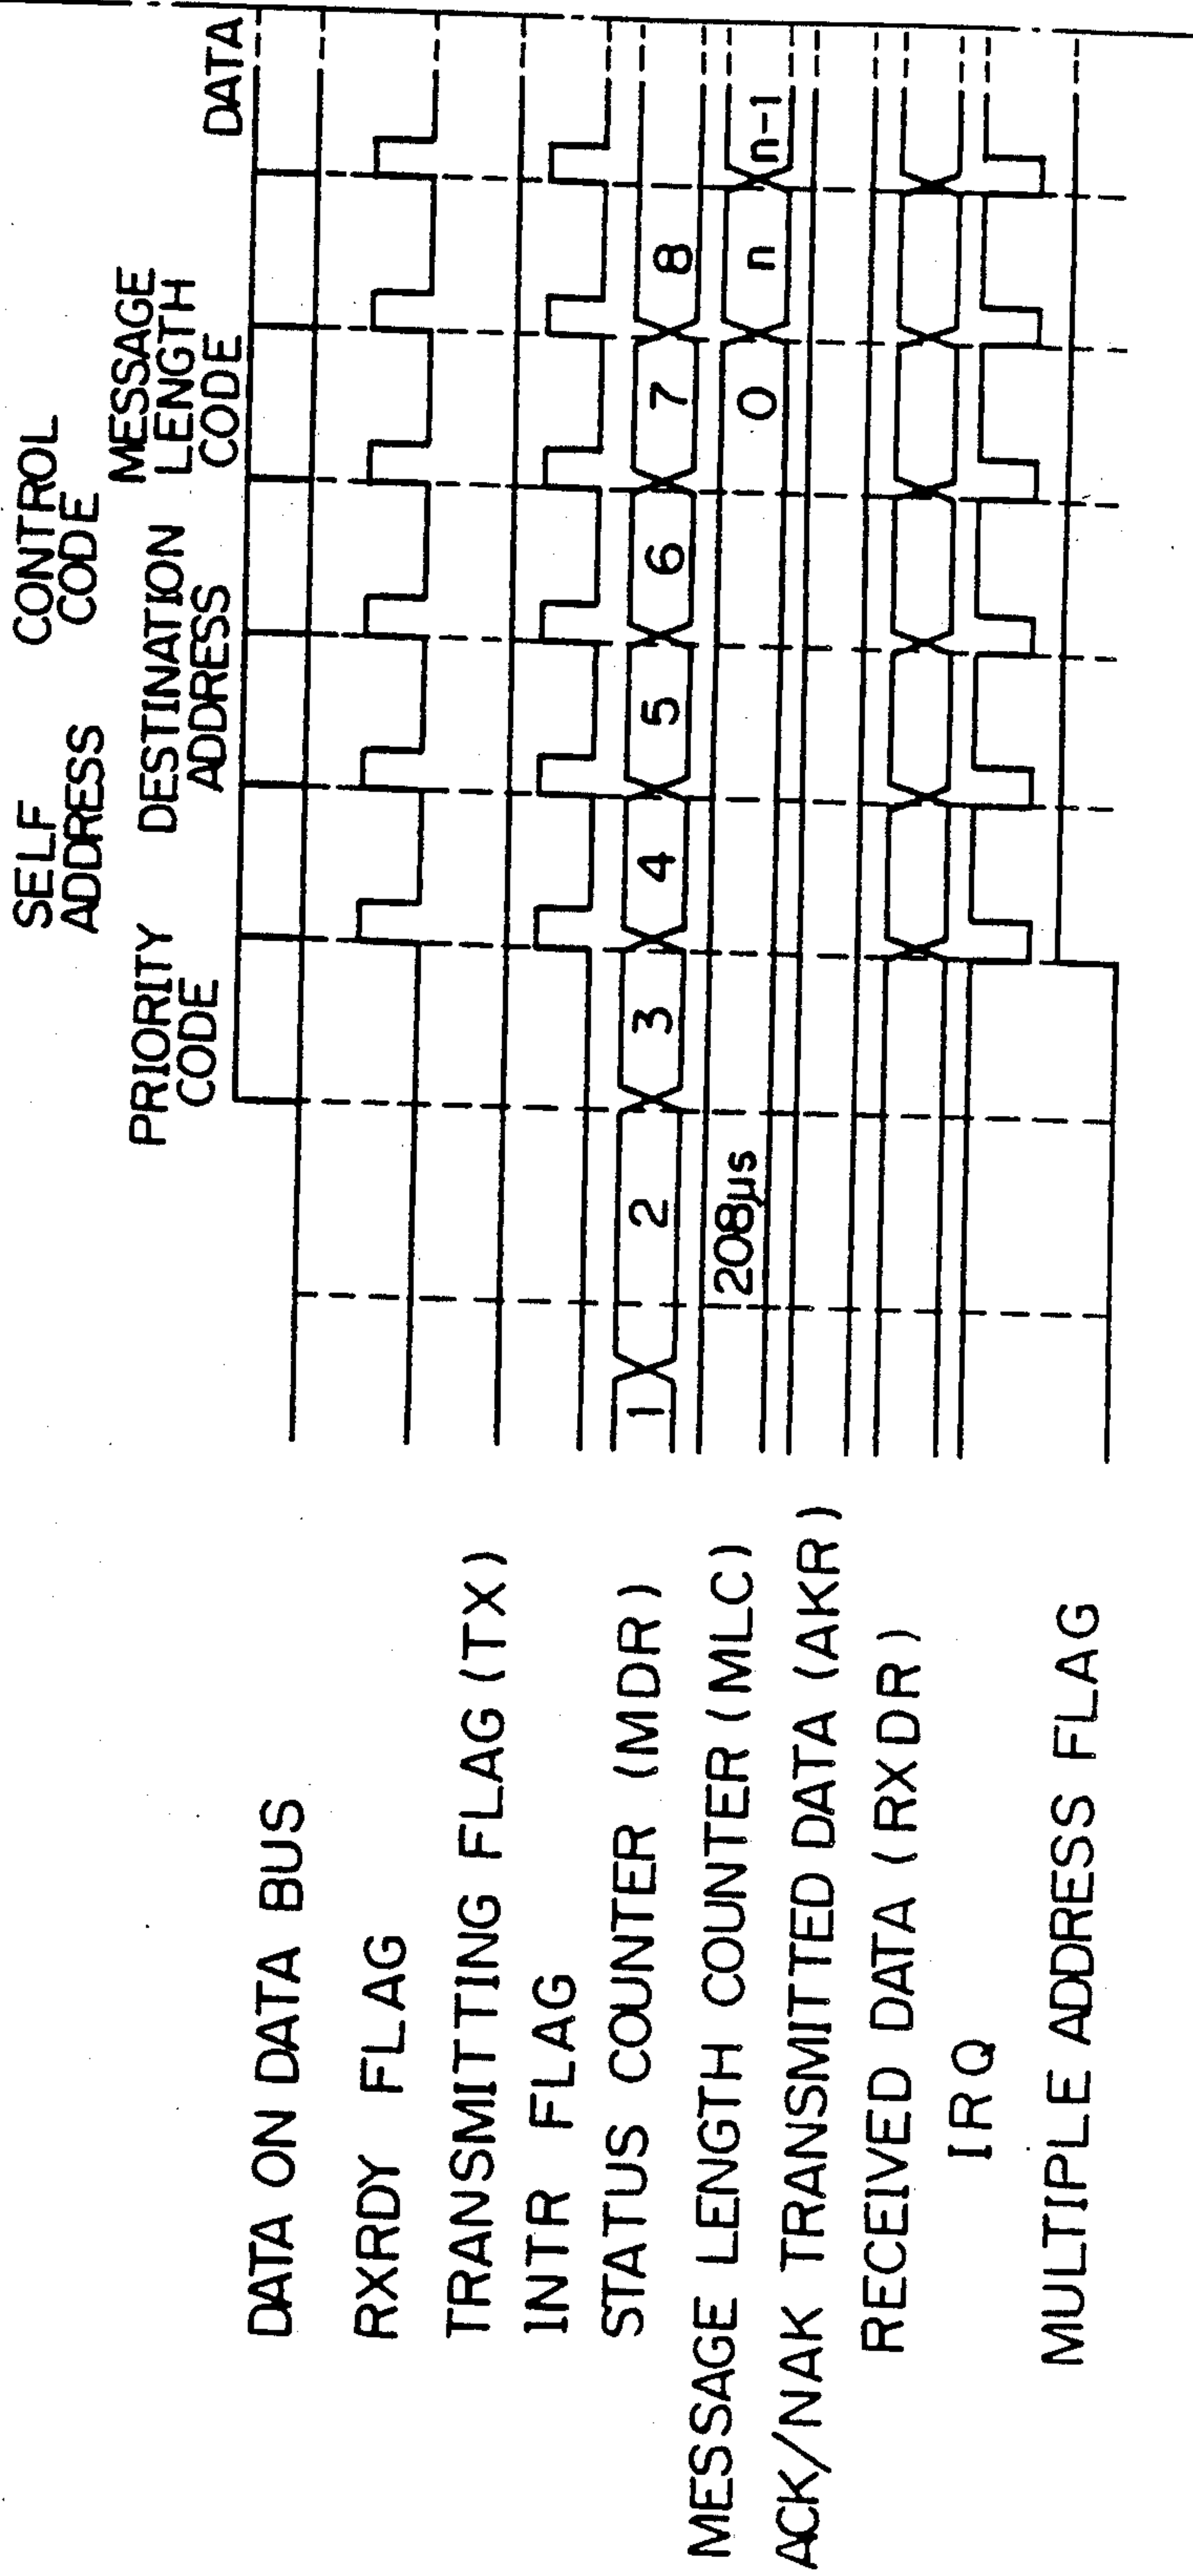 SELF
ADDRESS
CONTROL
CODE
PRIORITY
CODE
DESTINATION
ADDRESS
MESSAGE
LENGTH
CODE
DATA
DATA ON DATA BUS
RXRDY FLAG
TRANSMITTING FLAG (TX)
INTR FLAG
STATUS COUNTER (MDR)
1 2 3 4 5 6 7 8
MESSAGE LENGTH COUNTER (MLC)
208µs 0 n n-1
ACK/NAK TRANSMITTED DATA (AKR)
RECEIVED DATA (RXDR)
IRQ
MULTIPLE ADDRESS FLAG